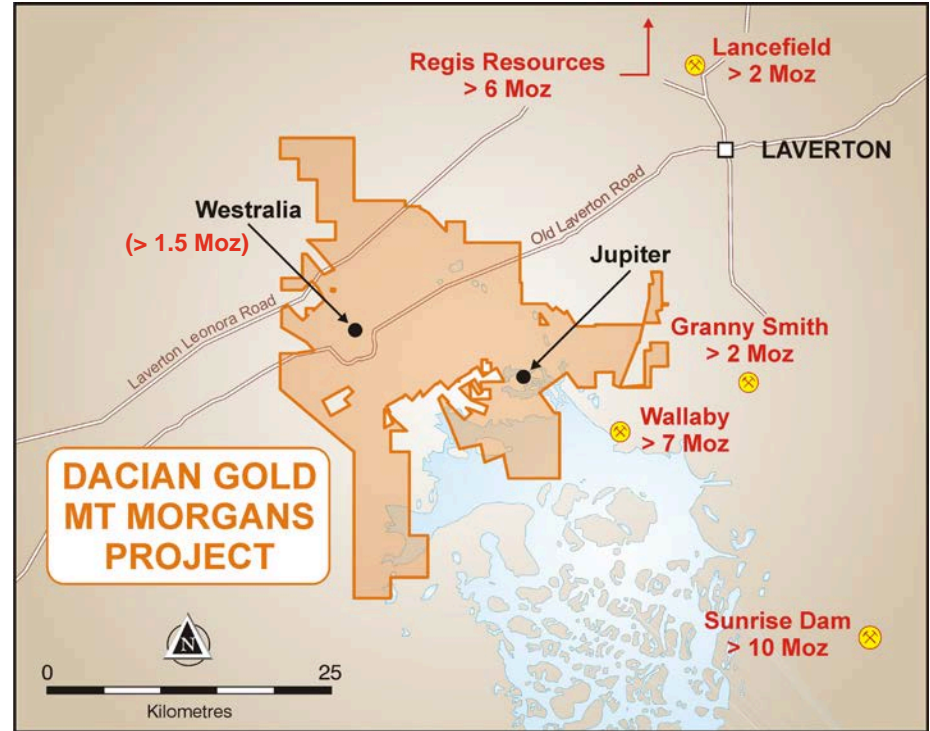 Regis Resources
> 6 Moz
Lancefield
> 2 Moz
LAVERTON
Westralia
(> 1.5 Moz)
Old Laverton Road
Jupiter
Laverton Leonora Road
Granny Smith
> 2 Moz
Wallaby
> 7 Moz
DACIAN GOLD
MT MORGANS
PROJECT
Sunrise Dam
> 10 Moz
N
0
25
Kilometres